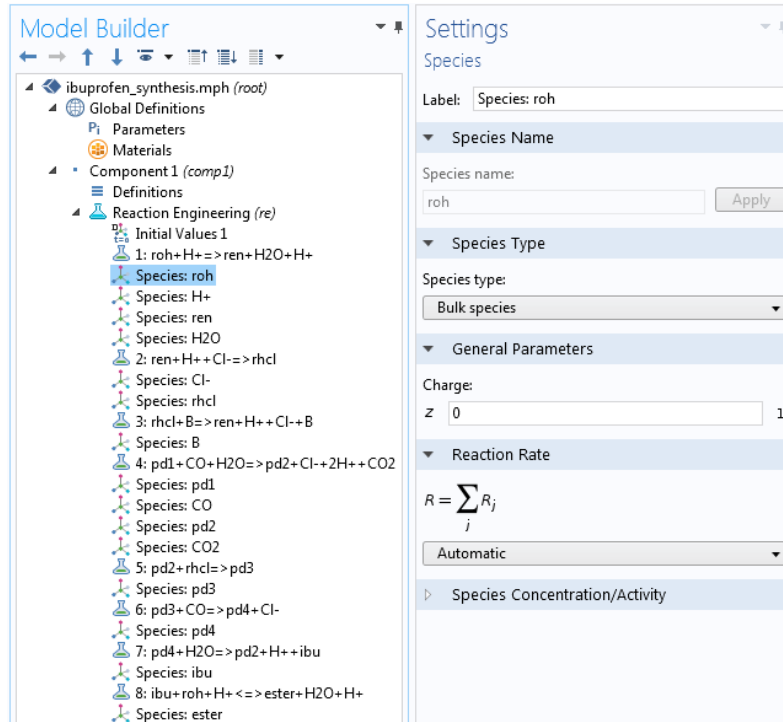 Model Builder
ibuprofen_synthesis.mph (root)
Global Definitions
Pi Parameters
Materials
Component 1 (comp1)
Definitions
Reaction Engineering (re)
Initial Values 1
1: roh+H+=>ren+H2O+H+
Species: roh
Species: H+
Species: ren
Species: H2O
2: ren+H++Cl-=>rhcl
Species: Cl-
Species: rhcl
3: rhcl+B=>ren+H++Cl-+B
Species: B
4: pd1+CO+H2O=>pd2+Cl-+2H++CO2
Species: pd1
Species: CO
Species: pd2
Species: CO2
5: pd2+rhcl=>pd3
Species: pd3
6: pd3+CO=>pd4+Cl-
Species: pd4
7: pd4+H2O=>pd2+H++ibu
Species: ibu
8: ibu+roh+H+<=>ester+H2O+H+
Species: ester
Settings
Species
Label: Species: roh
Species Name
Species name:
roh
Apply
Species Type
Species type:
Bulk species
General Parameters
Charge:
z 0 1
Reaction Rate
R = ∑ Rj
j
Automatic
Species Concentration/Activity